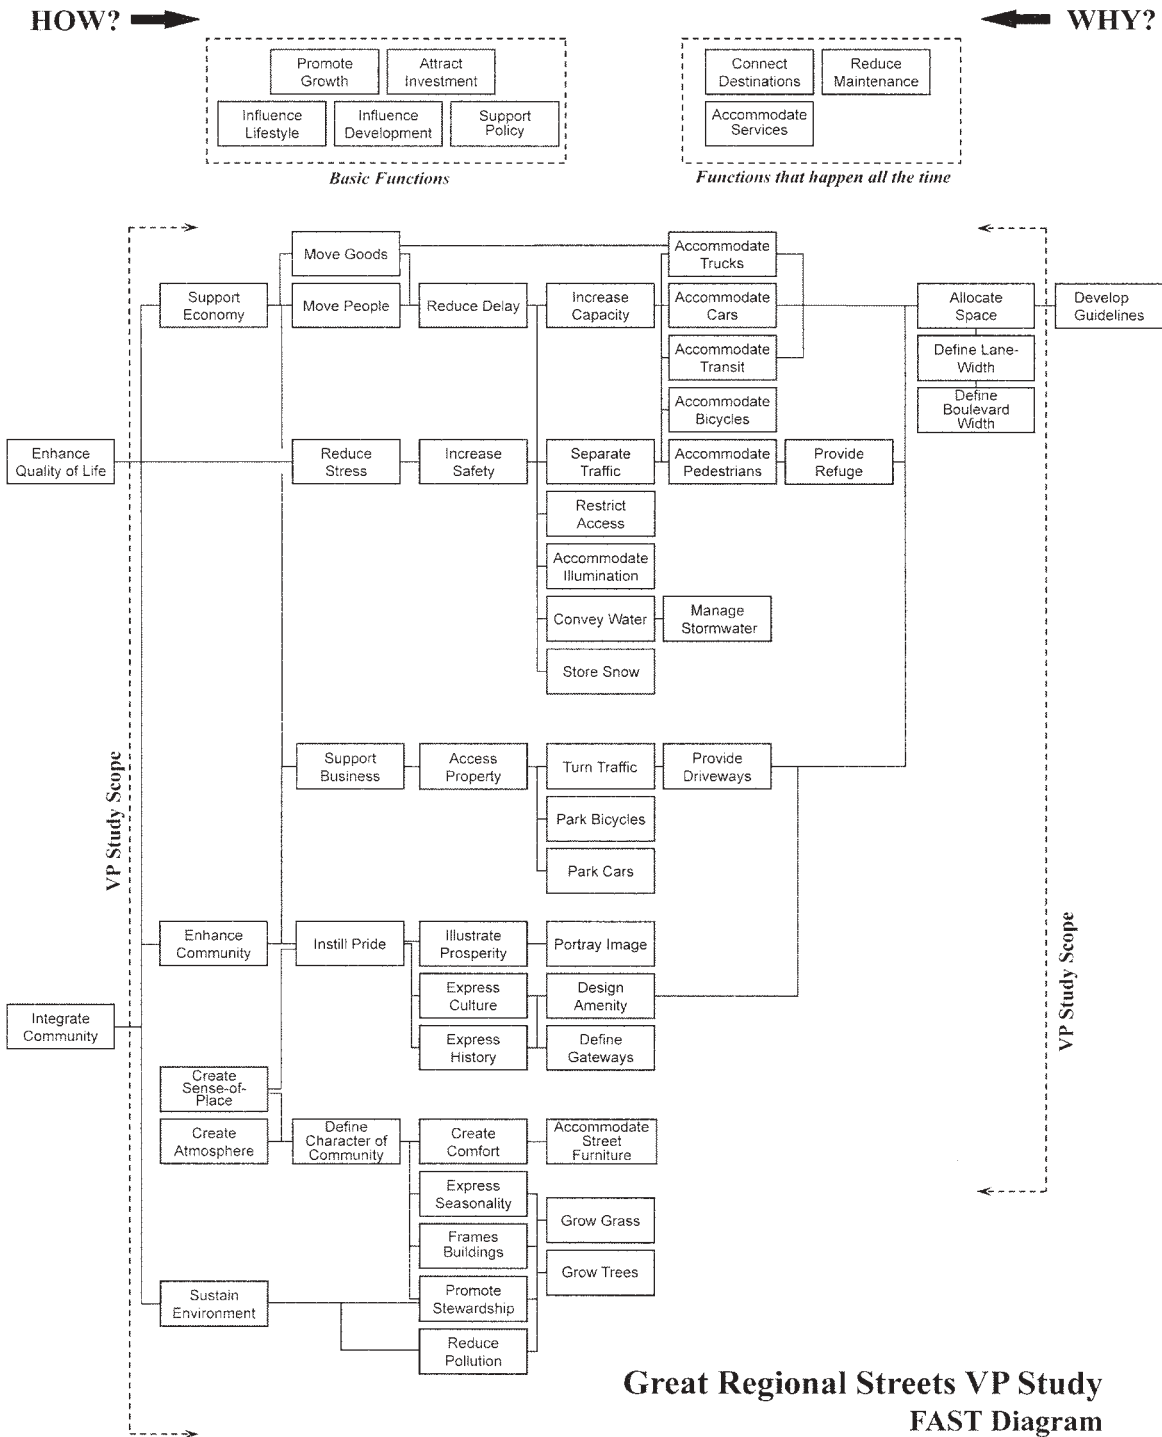 HOW?
WHY?
Promote
Growth
Attract
Investment
Influence
Lifestyle
Influence
Development
Support
Policy
Basic Functions
Connect
Destinations
Reduce
Maintenance
Accommodate
Services
Functions that happen all the time
Move Goods
Accommodate
Trucks
Support
Economy
Move People
Reduce Delay
Increase
Capacity
Accommodate
Cars
Allocate
Space
Develop
Guidelines
Accommodate
Transit
Define Lane-
Width
Accommodate
Bicycles
Define
Boulevard
Width
Enhance
Quality of Life
Reduce
Stress
Increase
Safety
Separate
Traffic
Accommodate
Pedestrians
Provide
Refuge
Restrict
Access
Accommodate
Illumination
Convey Water
Manage
Stormwater
Store Snow
VP Study Scope
Support
Business
Access
Property
Turn Traffic
Provide
Driveways
Park Bicycles
Park Cars
Enhance
Community
Instill Pride
Illustrate
Prosperity
Portray Image
Express
Culture
Design
Amenity
Integrate
Community
Express
History
Define
Gateways
VP Study Scope
Create
Sense-of-
Place
Create
Atmosphere
Define
Character of
Community
Create
Comfort
Accommodate
Street
Furniture
Express
Seasonality
Grow Grass
Frames
Buildings
Grow Trees
Sustain
Environment
Promote
Stewardship
Reduce
Pollution
Great Regional Streets VP Study
FAST Diagram